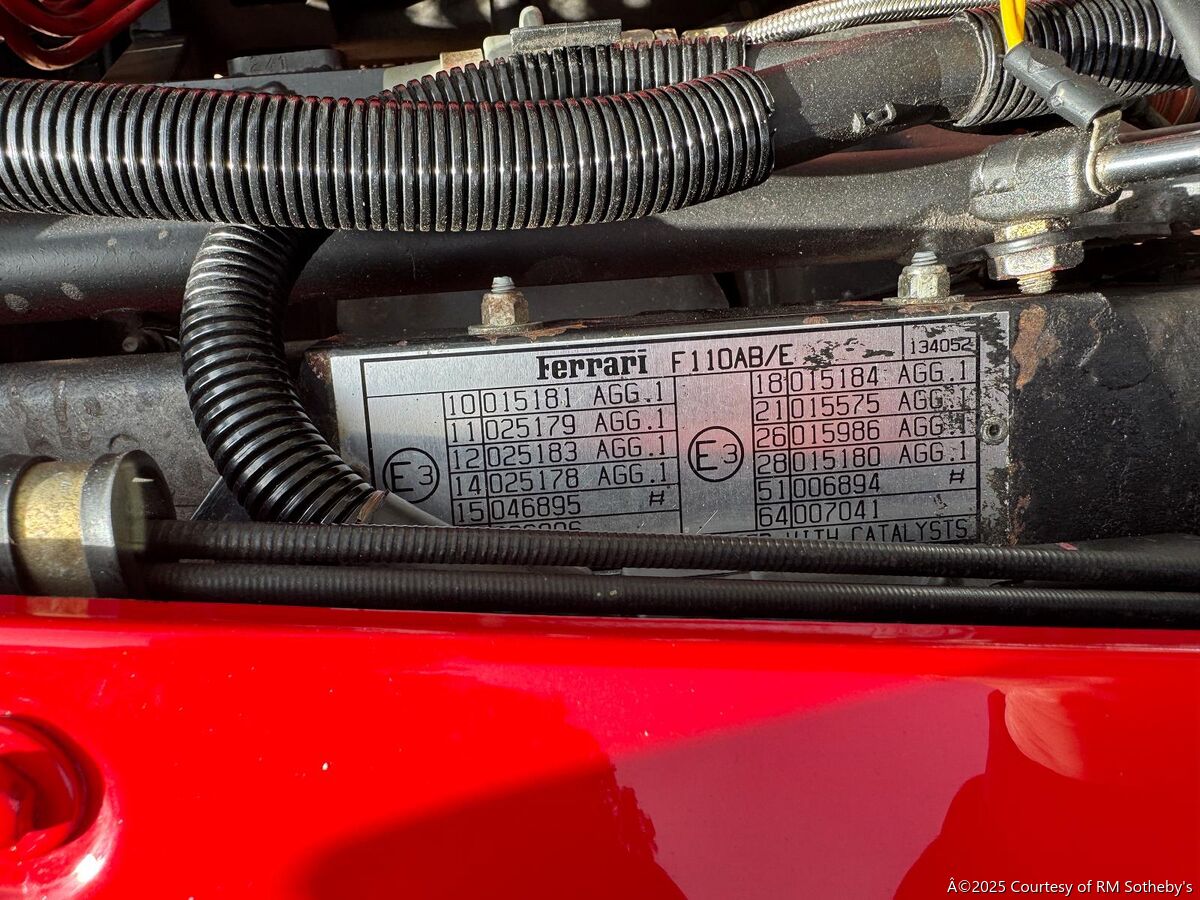 Ferrari F110AB/E 134052
10 015181 AGG.1
11 025179 AGG.1
12 025183 AGG.1
14 025178 AGG.1
15 046895 #
E3
18 015184 AGG.1
21 015575 AGG.1
26 015986 AGG.1
28 015180 AGG.1
51 006894 #
64 007041
WITH CATALYSTS
E3
Â©2025 Courtesy of RM Sotheby's